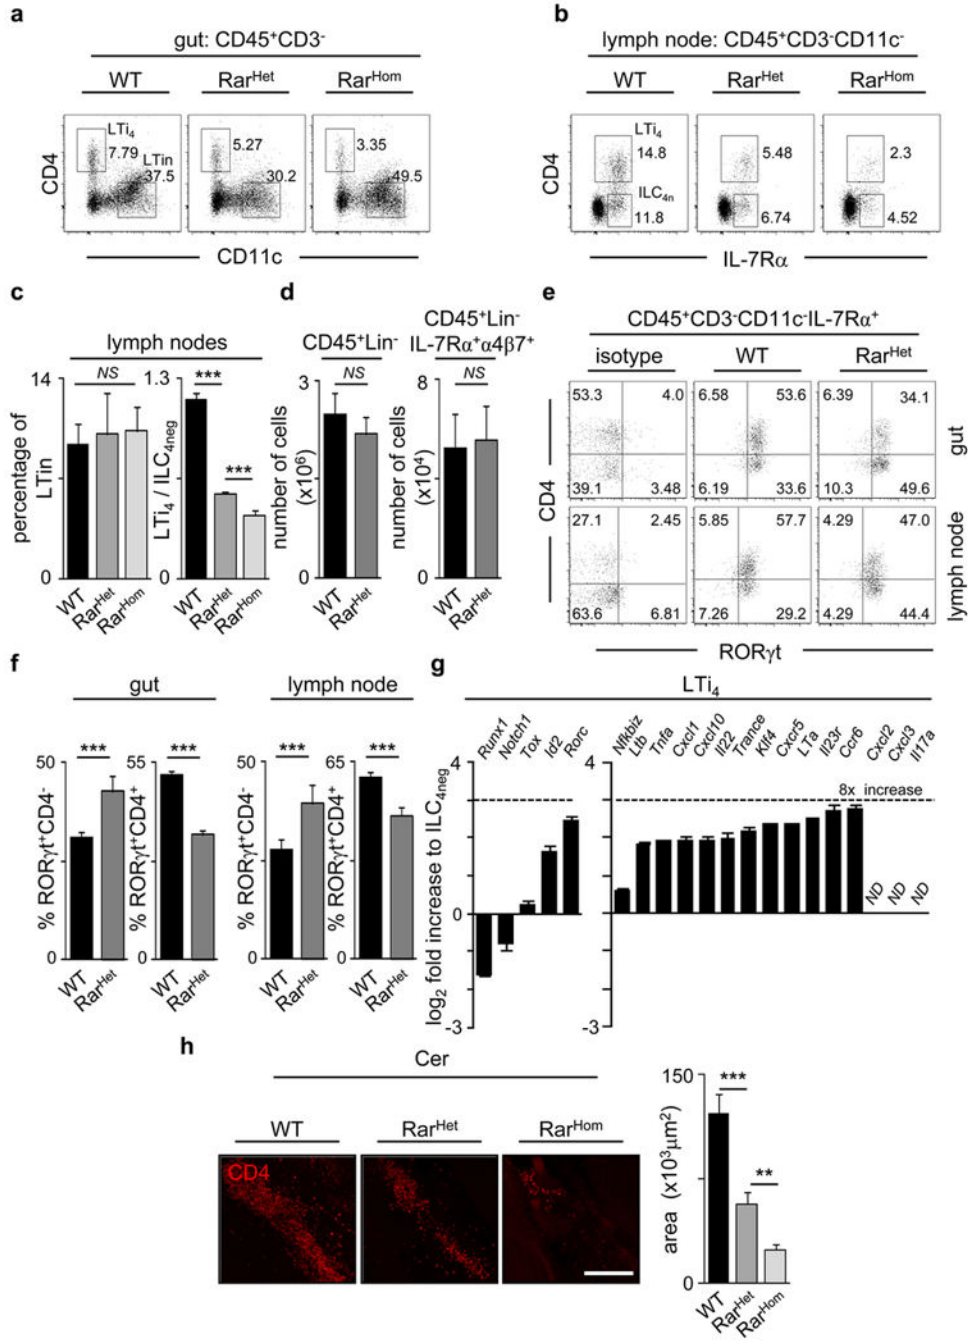 a
gut: CD45⁺CD3⁻
WT
Rar^Het
Rar^Hom
CD4
LTi₄
7.79
LTin
37.5
5.27
30.2
3.35
49.5
CD11c
b
lymph node: CD45⁺CD3⁻CD11c⁻
WT
Rar^Het
Rar^Hom
CD4
LTi₄
14.8
ILC₄ₙ
11.8
5.48
6.74
2.3
4.52
IL-7Rα
c
lymph nodes
NS
14
0
percentage of
LTin
WT
Rar^Het
Rar^Hom
1.3
***
***
0
LTi₄ / ILC₄neg
WT
Rar^Het
Rar^Hom
d
CD45⁺Lin⁻
NS
3
0
number of cells
(x10⁶)
WT
Rar^Het
CD45⁺Lin⁻
IL-7Rα⁺α4β7⁺
NS
8
0
number of cells
(x10⁴)
WT
Rar^Het
e
CD45⁺CD3⁻CD11c⁻IL-7Rα⁺
isotype
WT
Rar^Het
53.3 4.0
39.1 3.48
6.58 53.6
6.19 33.6
6.39 34.1
10.3 49.6
gut
CD4
27.1 2.45
63.6 6.81
5.85 57.7
7.26 29.2
4.29 47.0
4.29 44.4
lymph node
RORγt
f
gut
***
50
0
% RORγt⁺CD4⁻
WT
Rar^Het
***
55
0
% RORγt⁺CD4⁺
WT
Rar^Het
lymph node
***
50
0
% RORγt⁺CD4⁻
WT
Rar^Het
***
65
0
% RORγt⁺CD4⁺
WT
Rar^Het
g
LTi₄
Runx1
Notch1
Tox
Id2
Rorc
4
0
-3
log₂ fold increase to ILC₄neg
Nfkbiz
Ltb
Tnfa
Cxcl1
Cxcl10
Il22
Trance
Klf4
Cxcr5
LTa
Il23r
Ccr6
Cxcl2
Cxcl3
Il17a
4
8x increase
ND
ND
ND
-3
h
Cer
WT
Rar^Het
Rar^Hom
CD4
150
***
**
0
area (x10³μm²)
WT
Rar^Het
Rar^Hom